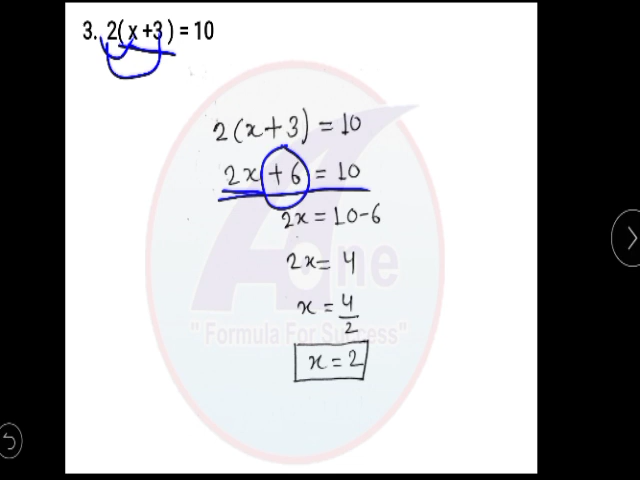 3. 2(x+3) = 10
2(x+3) = 10
2x + 6 = 10
2x = 10-6
2x = 4
x = 4/2
x = 2
A one
" Formula For Success"